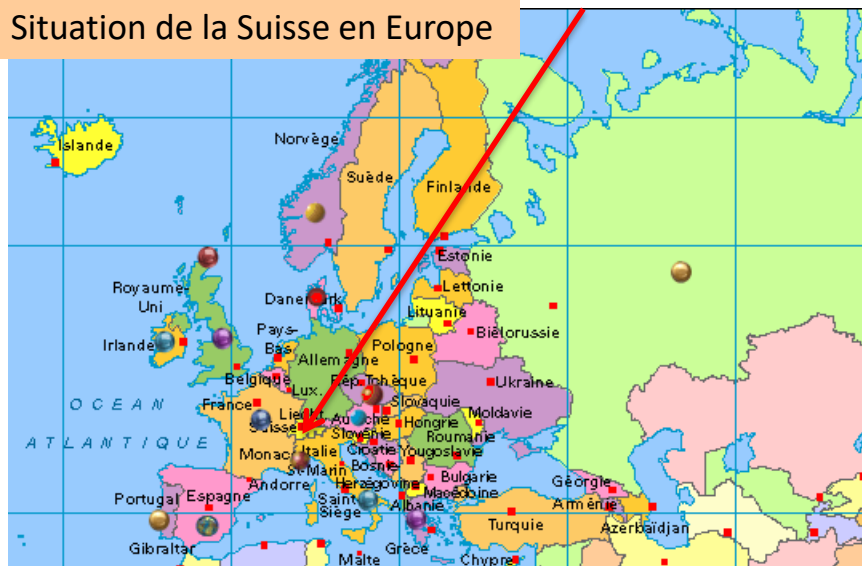 Situation de la Suisse en Europe
Islande
Norvège
Suède
Finlande
Estonie
Lettonie
Lituanie
Royaume-
Uni
Danemark
Biélorussie
Irlande
Pays-
Bas
Pologne
Allemagne
Belgique
Rép. Tchèque
Ukraine
Lux.
OCEAN
France
Slovaquie
Liecht
Moldavie
Suisse
Autriche
Hongrie
ATLANTIQUE
Slovénie
Roumanie
Monaco
Italie
Croatie
Yougoslavie
St-Marin
Bosnie-
Andorre
Herzégovine
Bulgarie
Géorgie
Portugal
Espagne
Saint
Siège
Macédoine
Albanie
Arménie
Turquie
Azerbaïdjan
Gibraltar
Malte
Grèce
Chypre